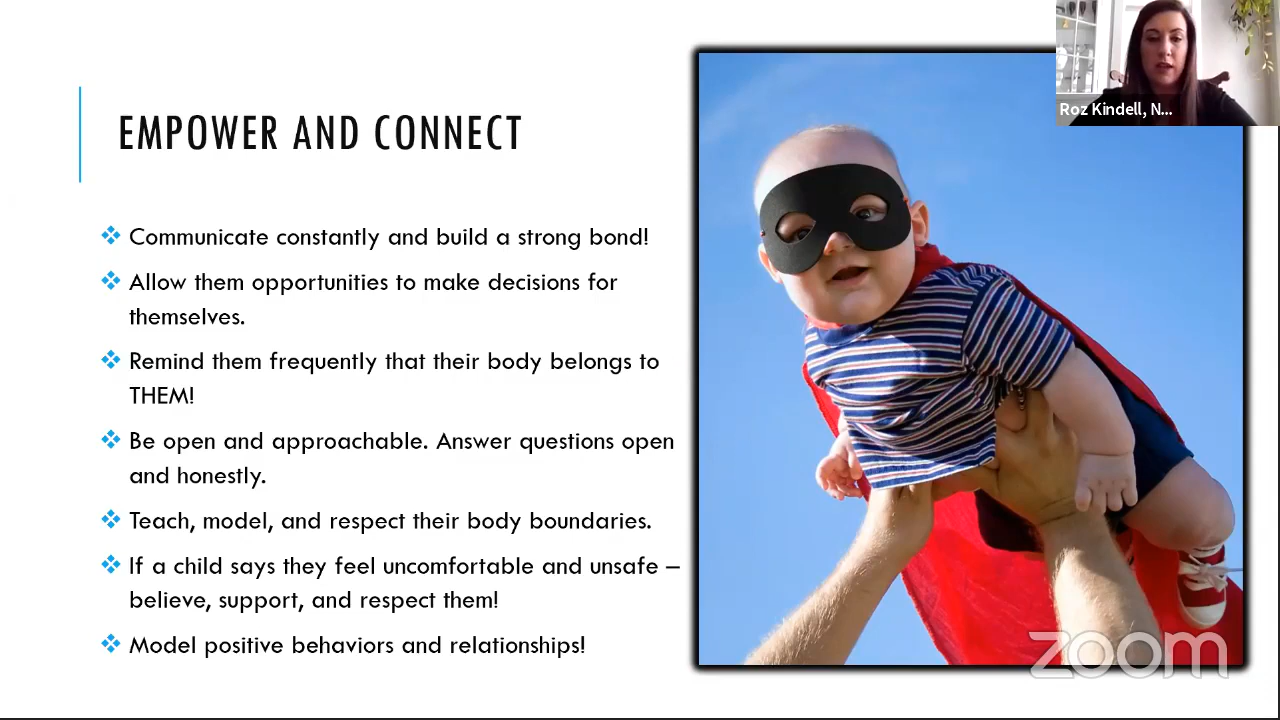 Roz Kindell, N...
EMPOWER AND CONNECT
Communicate constantly and build a strong bond!
Allow them opportunities to make decisions for
themselves.
Remind them frequently that their body belongs to
THEM!
Be open and approachable. Answer questions open
and honestly.
Teach, model, and respect their body boundaries.
If a child says they feel uncomfortable and unsafe –
believe, support, and respect them!
Model positive behaviors and relationships!
zoom